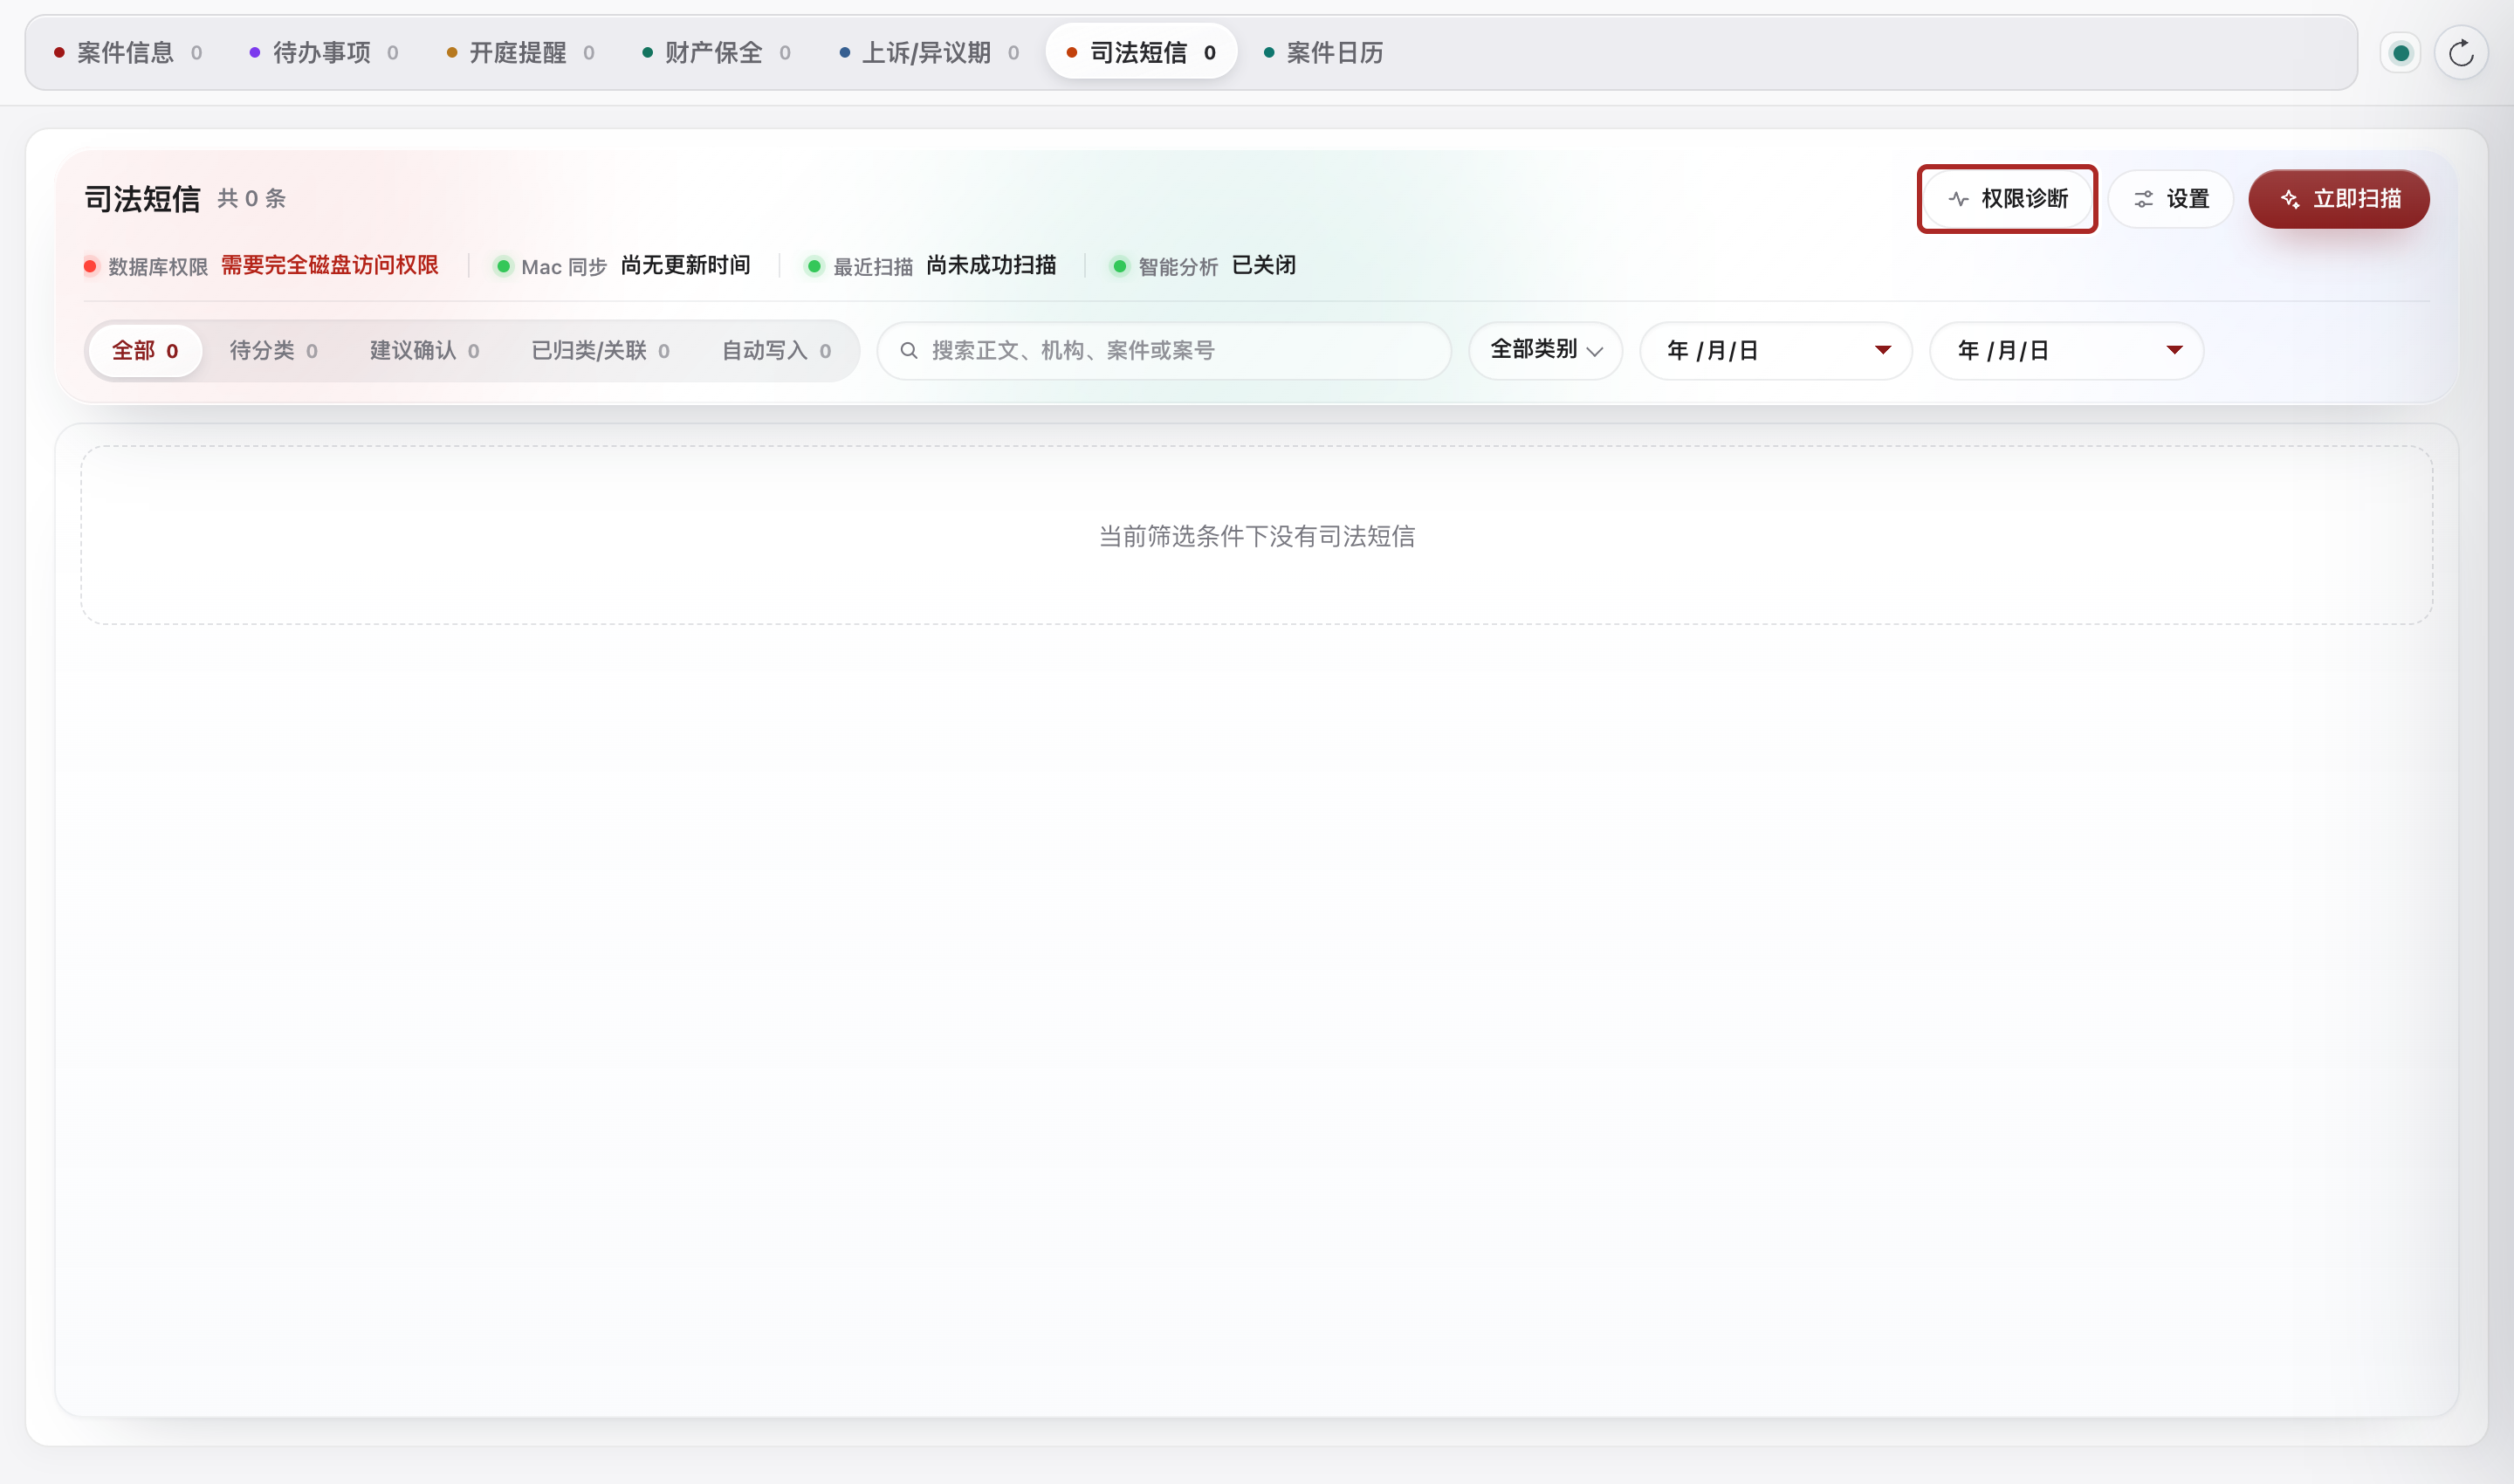 案件信息 0 待办事项 0 开庭提醒 0 财产保全 0 上诉/异议期 0 司法短信 0 案件日历
司法短信 共 0 条 权限诊断 设置 立即扫描
数据库权限 需要完全磁盘访问权限 Mac 同步 尚无更新时间 最近扫描 尚未成功扫描 智能分析 已关闭
全部 0 待分类 0 建议确认 0 已归类/关联 0 自动写入 0 搜索正文、机构、案件或案号 全部类别 年 /月/日 年 /月/日
当前筛选条件下没有司法短信